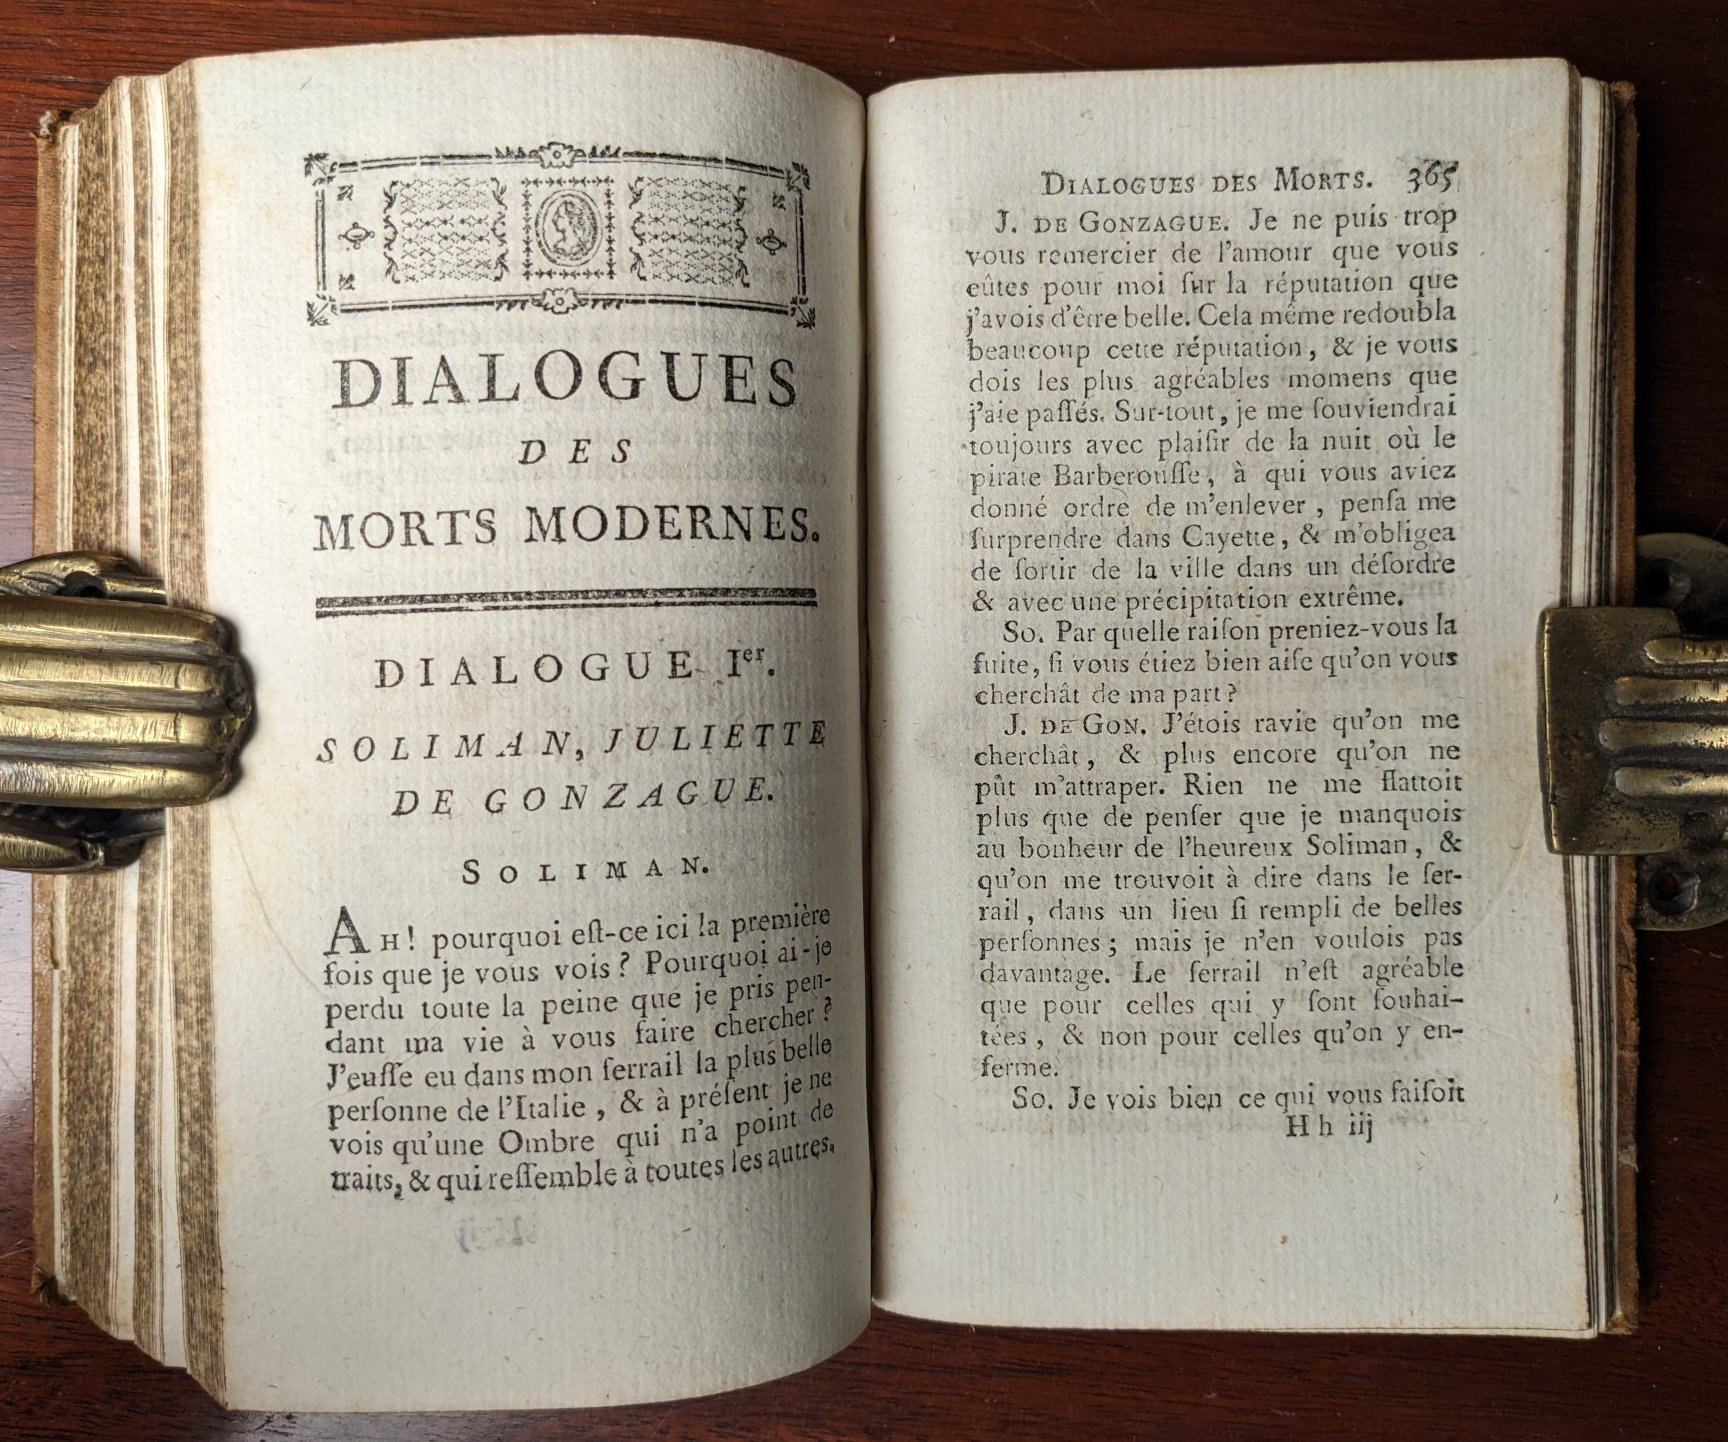 DIALOGUES
DES
MORTS MODERNES.
DIALOGUE Ier.
SOLIMAN, JULIETTE
DE GONZAGUE.
SOLIMAN.
AH! pourquoi eſt-ce ici la première
fois que je vous vois? Pourquoi ai-je
perdu toute la peine que je pris pen-
dant ma vie à vous faire chercher?
J'euſſe eu dans mon ſerrail la plus belle
perſonne de l'Italie, & à préſent je ne
vois qu'une Ombre qui n'a point de
traits, & qui reſſemble à toutes les autres.
DIALOGUES DES MORTS. 365
J. DE GONZAGUE. Je ne puis trop
vous remercier de l'amour que vous
eûtes pour moi ſur la réputation que
j'avois d'être belle. Cela même redoubla
beaucoup cette réputation, & je vous
dois les plus agréables momens que
j'aie paſſés. Sur-tout, je me ſouviendrai
toujours avec plaiſir de la nuit où le
pirate Barberouſſe, à qui vous aviez
donné ordre de m'enlever, penſa me
ſurprendre dans Cayette, & m'obligea
de ſortir de la ville dans un déſordre
& avec une précipitation extrême.
So. Par quelle raiſon preniez-vous la
fuite, ſi vous étiez bien aiſe qu'on vous
cherchât de ma part?
J. DE GON. J'étois ravie qu'on me
cherchât, & plus encore qu'on ne
pût m'attraper. Rien ne me flattoit
plus que de penſer que je manquois
au bonheur de l'heureux Soliman, &
qu'on me trouvoit à dire dans le ſer-
rail, dans un lieu ſi rempli de belles
perſonnes; mais je n'en voulois pas
davantage. Le ſerrail n'eſt agréable
que pour celles qui y ſont ſouhai-
tées, & non pour celles qu'on y en-
ferme.
So. Je vois bien ce qui vous faiſoit
Hh iij